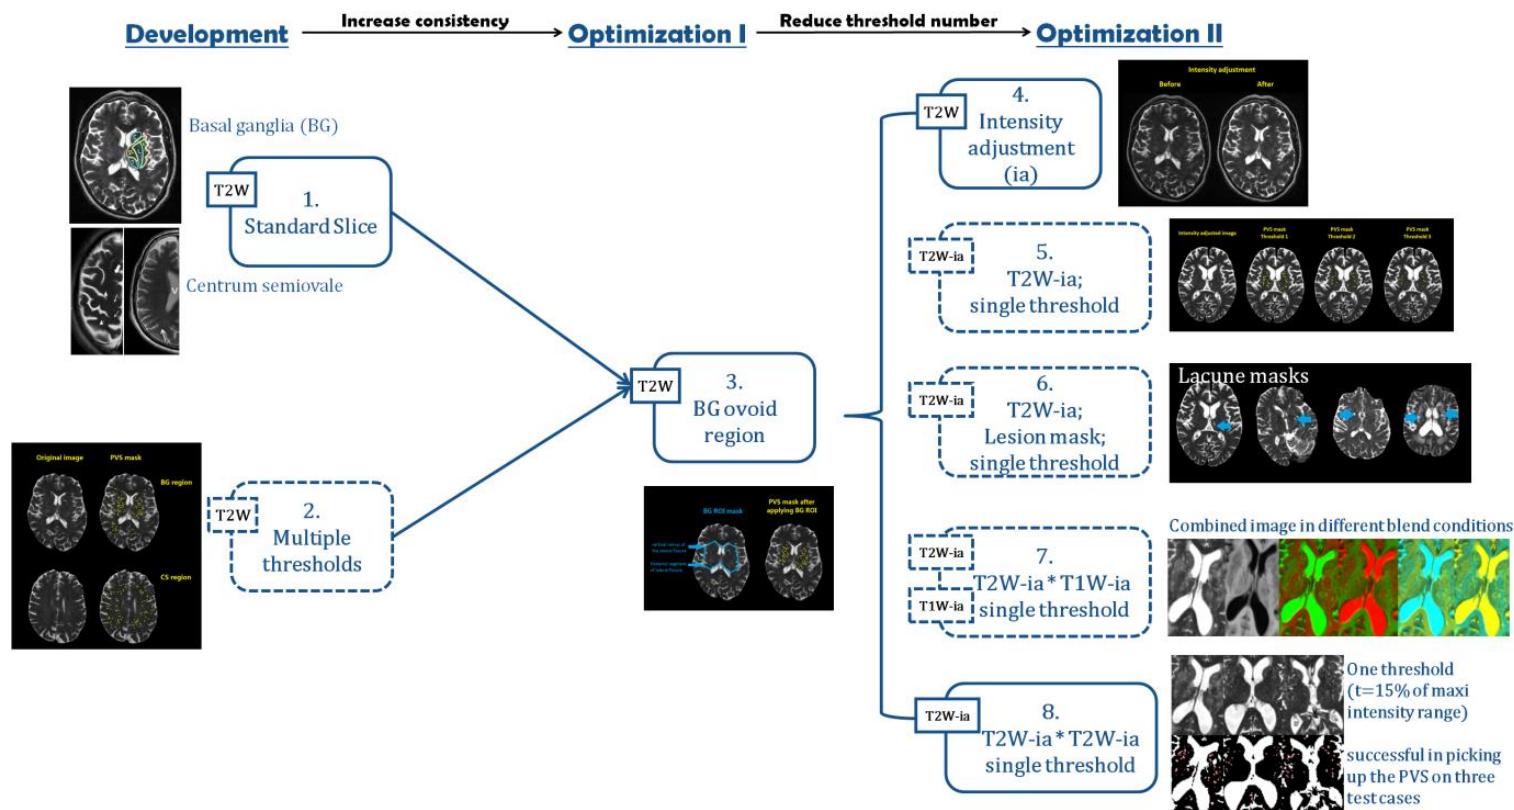 Development
Increase consistency
Optimization I
Reduce threshold number
Optimization II
Basal ganglia (BG)
T2W
1.
Standard Slice
Centrum semiovale
Original image
PVS mask
BG region
CS region
T2W
2.
Multiple
thresholds
T2W
3.
BG ovoid
region
BG ROI mask
PVS mask after
applying BG ROI
T2W
4.
Intensity
adjustment
(ia)
Intensity adjustment
Before
After
T2W-ia
5.
T2W-ia;
single threshold
Intensity adjusted image
PVS mask
Threshold 1
PVS mask
Threshold 2
PVS mask
Threshold 3
T2W-ia
6.
T2W-ia;
Lesion mask;
single threshold
Lacune masks
T2W-ia
T1W-ia
7.
T2W-ia * T1W-ia
single threshold
Combined image in different blend conditions
T2W-ia
8.
T2W-ia * T2W-ia
single threshold
One threshold
(t=15% of maxi
intensity range)
successful in picking
up the PVS on three
test cases